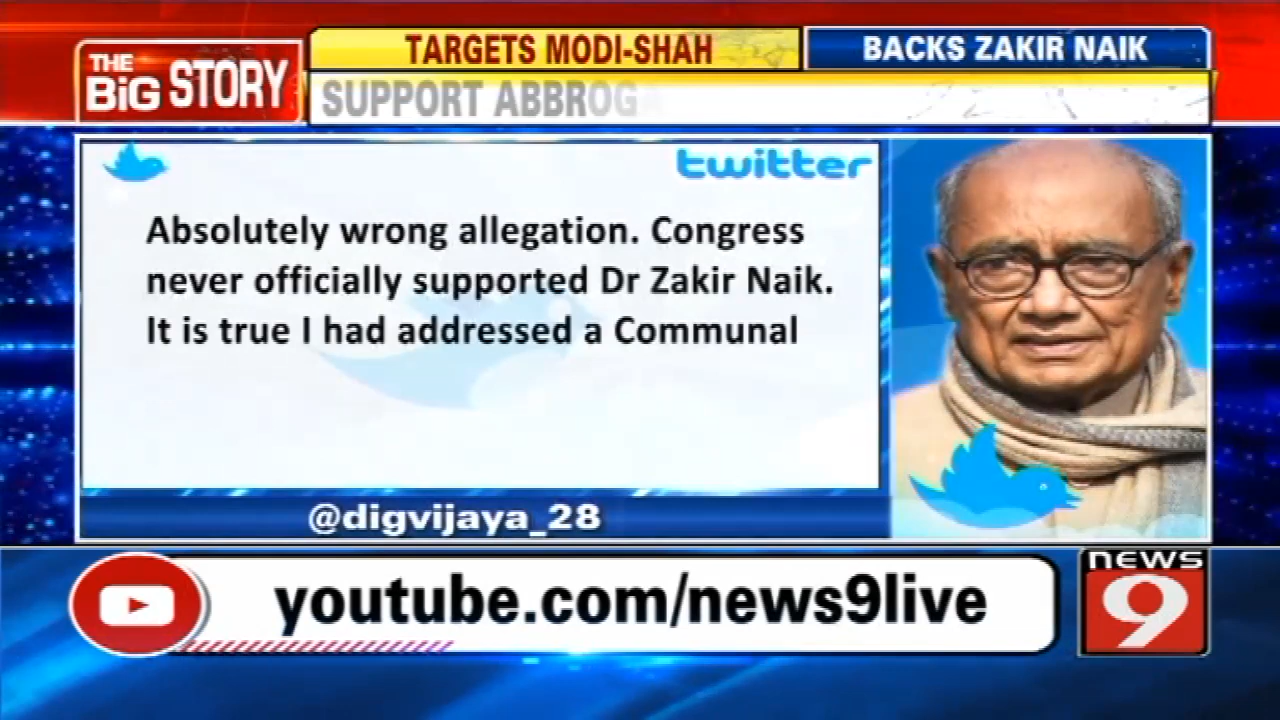 THE
BiG STORY
TARGETS MODI-SHAH
BACKS ZAKIR NAIK
SUPPORT
twitter
Absolutely wrong allegation. Congress
never officially supported Dr Zakir Naik.
It is true I had addressed a Communal
@digvijaya_28
youtube.com/news9live
NEWS
9